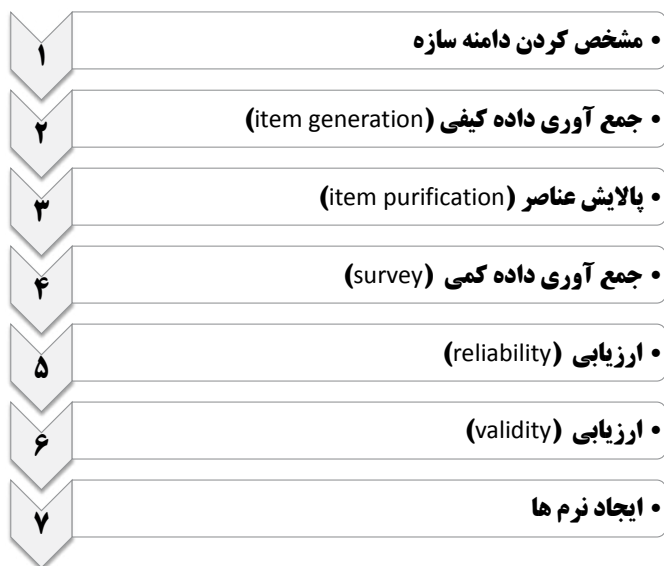 ۱
• مشخص کردن دامنه سازه
۲
• جمع آوری داده کیفی (item generation)
۳
• پالایش عناصر (item purification)
۴
• جمع آوری داده کمی (survey)
۵
• ارزیابی (reliability)
۶
• ارزیابی (validity)
۷
• ایجاد نرم ها